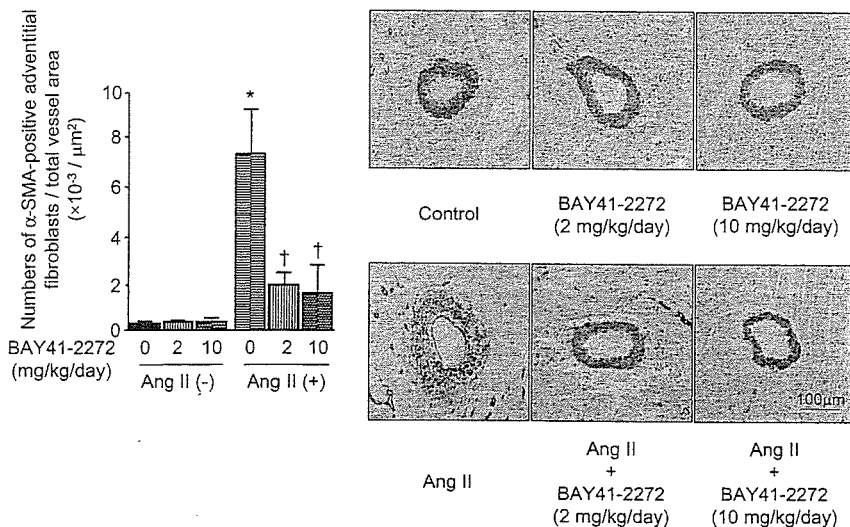 Numbers of α-SMA-positive adventitial
fibroblasts / total vessel area
(×10⁻³ / μm²)
10
8
6
4
2
0
*
†
†
BAY41-2272
(mg/kg/day)
0 2 10 0 2 10
Ang II (-) Ang II (+)
Control
BAY41-2272
(2 mg/kg/day)
BAY41-2272
(10 mg/kg/day)
100μm
Ang II
Ang II
+
BAY41-2272
(2 mg/kg/day)
Ang II
+
BAY41-2272
(10 mg/kg/day)